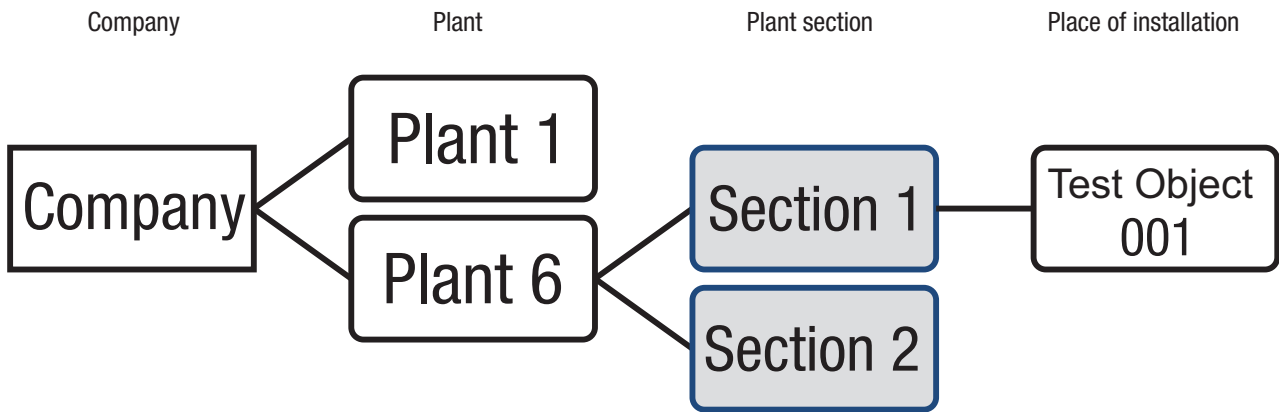 Company
Plant
Plant section
Place of installation
Company
Plant 1
Plant 6
Section 1
Section 2
Test Object
001